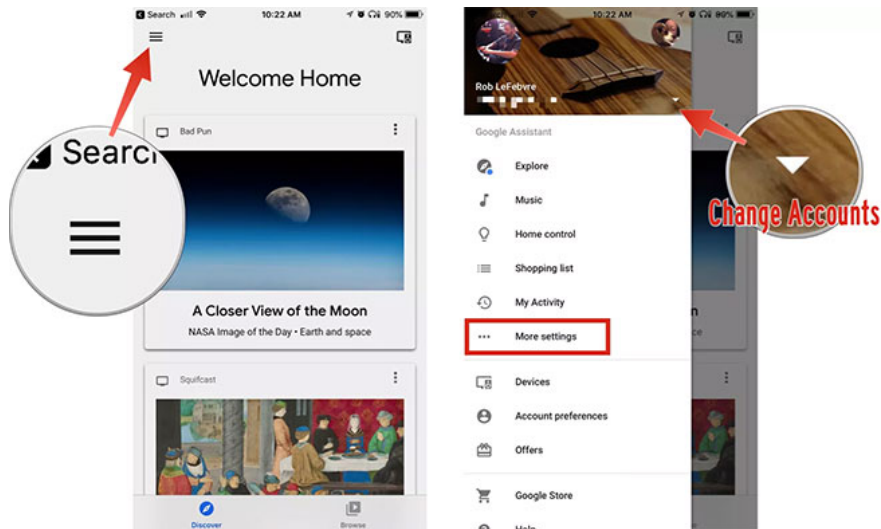 Search
10:22 AM
90%
Welcome Home
Bad Pun
Searc
A Closer View of the Moon
NASA Image of the Day • Earth and space
Squifcast
Discover
Browse
10:22 AM
90%
Rob LeFebvre
Google Assistant
Explore
Music
Home control
Shopping list
My Activity
More settings
Devices
Account preferences
Offers
Google Store
Help
Change Accounts